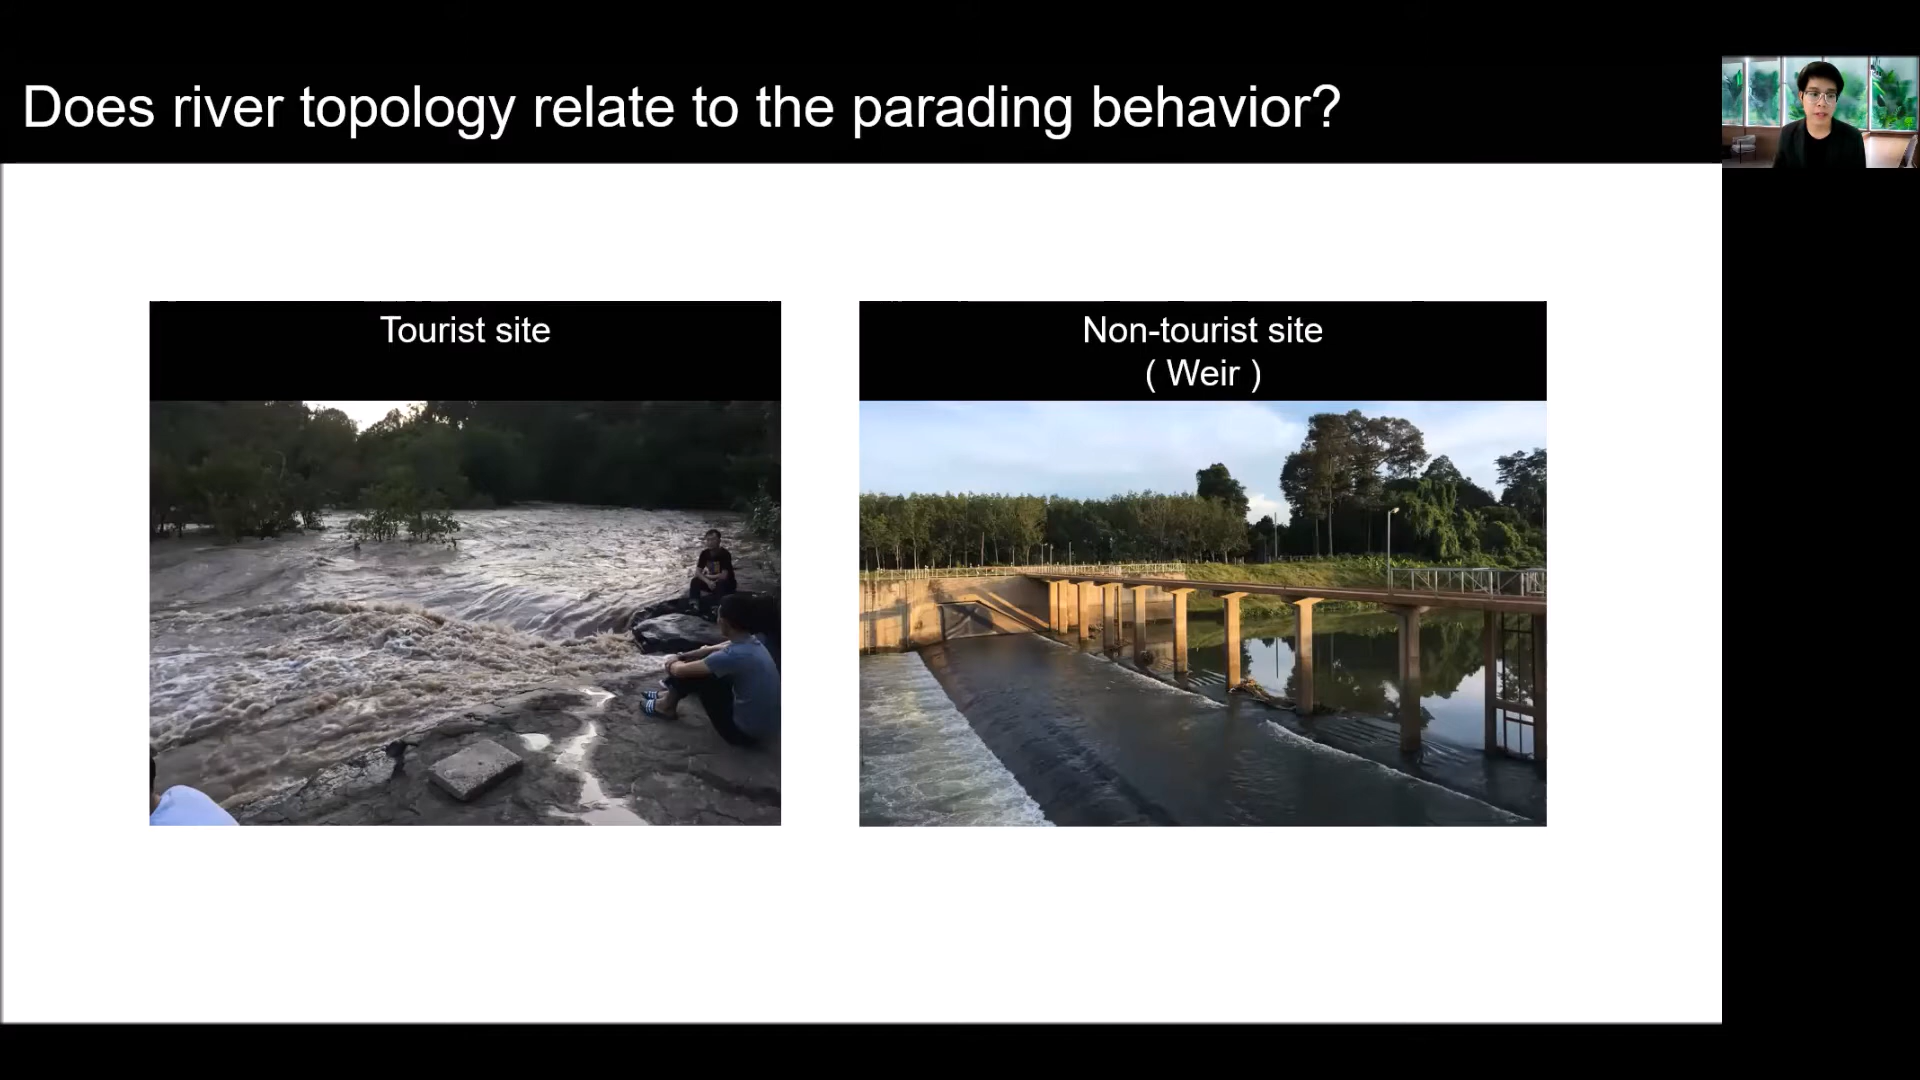 Does river topology relate to the parading behavior?
Tourist site
Non-tourist site
( Weir )